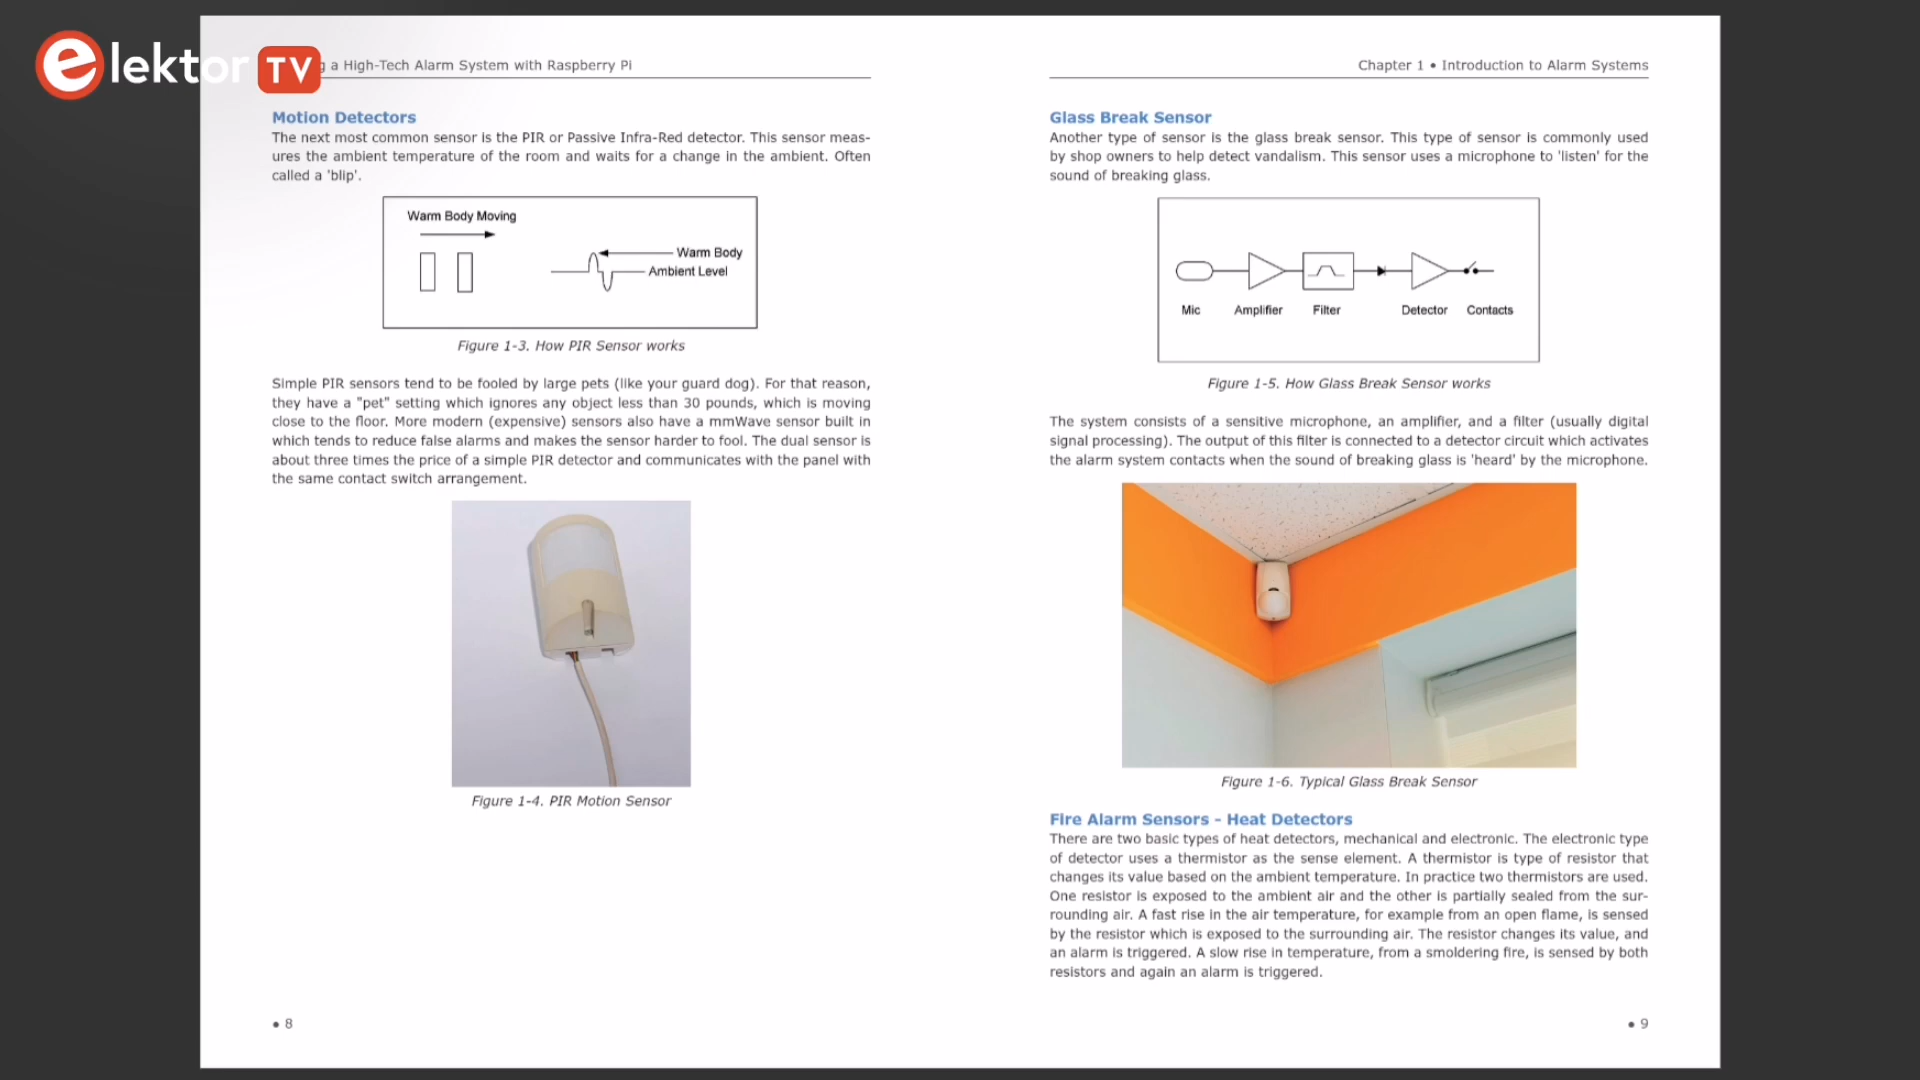 elektor TV
g a High-Tech Alarm System with Raspberry Pi
Motion Detectors
The next most common sensor is the PIR or Passive Infra-Red detector. This sensor meas-
ures the ambient temperature of the room and waits for a change in the ambient. Often
called a 'blip'.
Warm Body Moving
Warm Body
Ambient Level
Figure 1-3. How PIR Sensor works
Simple PIR sensors tend to be fooled by large pets (like your guard dog). For that reason,
they have a "pet" setting which ignores any object less than 30 pounds, which is moving
close to the floor. More modern (expensive) sensors also have a mmWave sensor built in
which tends to reduce false alarms and makes the sensor harder to fool. The dual sensor is
about three times the price of a simple PIR detector and communicates with the panel with
the same contact switch arrangement.
Figure 1-4. PIR Motion Sensor
• 8
Chapter 1 • Introduction to Alarm Systems
Glass Break Sensor
Another type of sensor is the glass break sensor. This type of sensor is commonly used
by shop owners to help detect vandalism. This sensor uses a microphone to 'listen' for the
sound of breaking glass.
Mic Amplifier Filter Detector Contacts
Figure 1-5. How Glass Break Sensor works
The system consists of a sensitive microphone, an amplifier, and a filter (usually digital
signal processing). The output of this filter is connected to a detector circuit which activates
the alarm system contacts when the sound of breaking glass is 'heard' by the microphone.
Figure 1-6. Typical Glass Break Sensor
Fire Alarm Sensors - Heat Detectors
There are two basic types of heat detectors, mechanical and electronic. The electronic type
of detector uses a thermistor as the sense element. A thermistor is type of resistor that
changes its value based on the ambient temperature. In practice two thermistors are used.
One resistor is exposed to the ambient air and the other is partially sealed from the sur-
rounding air. A fast rise in the air temperature, for example from an open flame, is sensed
by the resistor which is exposed to the surrounding air. The resistor changes its value, and
an alarm is triggered. A slow rise in temperature, from a smoldering fire, is sensed by both
resistors and again an alarm is triggered.
• 9